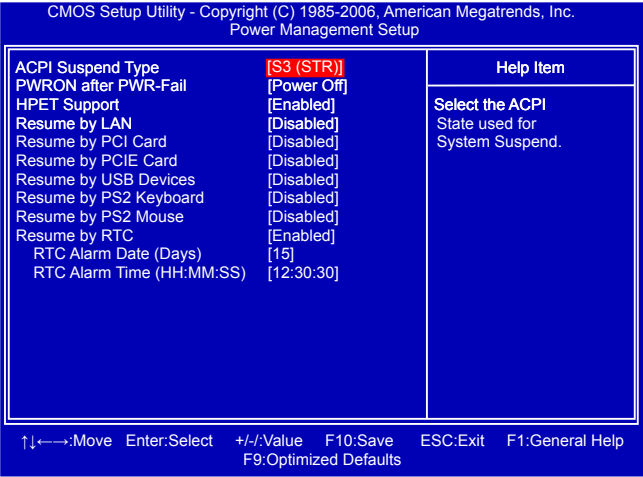 CMOS Setup Utility - Copyright (C) 1985-2006, American Megatrends, Inc.
Power Management Setup
ACPI Suspend Type [S3 (STR)]
PWRON after PWR-Fail [Power Off]
HPET Support [Enabled]
Resume by LAN [Disabled]
Resume by PCI Card [Disabled]
Resume by PCIE Card [Disabled]
Resume by USB Devices [Disabled]
Resume by PS2 Keyboard [Disabled]
Resume by PS2 Mouse [Disabled]
Resume by RTC [Enabled]
RTC Alarm Date (Days) [15]
RTC Alarm Time (HH:MM:SS) [12:30:30]
Help Item
Select the ACPI
State used for
System Suspend.
↑↓←→:Move Enter:Select +/-/:Value F10:Save ESC:Exit F1:General Help
F9:Optimized Defaults